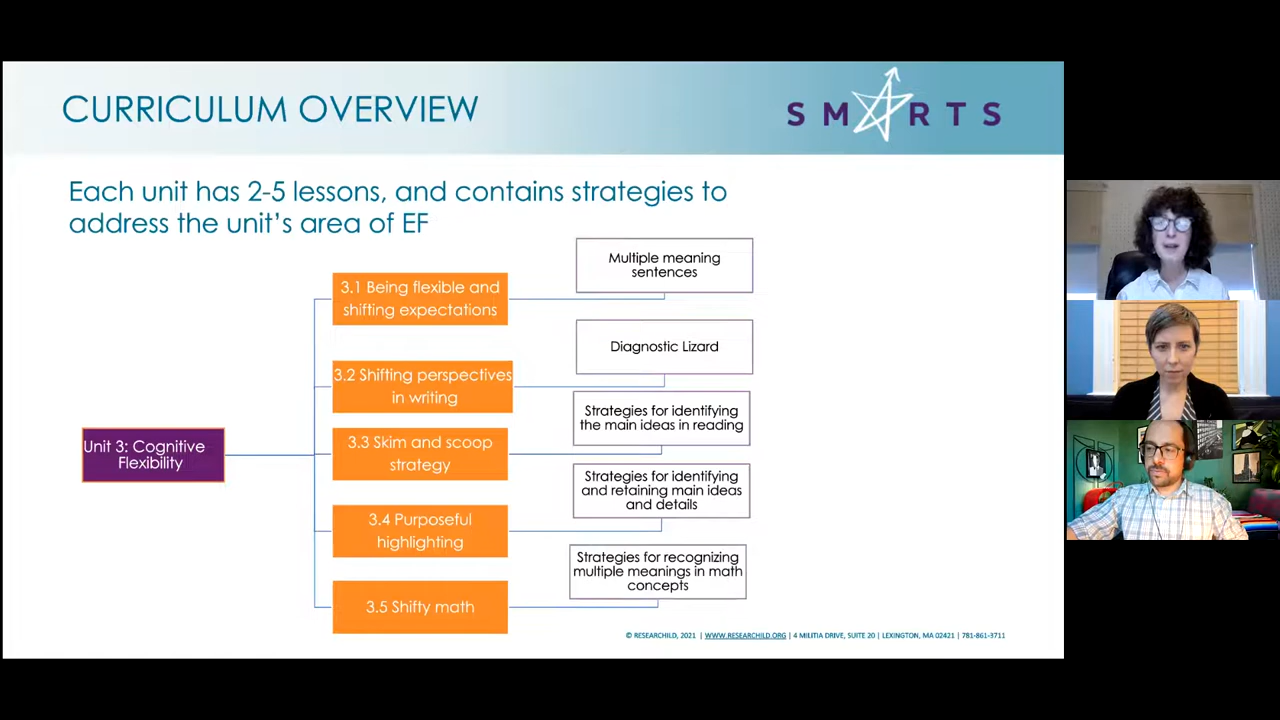 CURRICULUM OVERVIEW
SMARTS
Each unit has 2-5 lessons, and contains strategies to
address the unit's area of EF
Unit 3: Cognitive
Flexibility
3.1 Being flexible and
shifting expectations
Multiple meaning
sentences
3.2 Shifting perspectives
in writing
Diagnostic Lizard
3.3 Skim and scoop
strategy
Strategies for identifying
the main ideas in reading
3.4 Purposeful
highlighting
Strategies for identifying
and retaining main ideas
and details
3.5 Shifty math
Strategies for recognizing
multiple meanings in math
concepts
© RESEARCHILD, 2021 | WWW.RESEARCHILD.ORG | 4 MILITIA DRIVE, SUITE 20 | LEXINGTON, MA 02421 | 781-861-3711